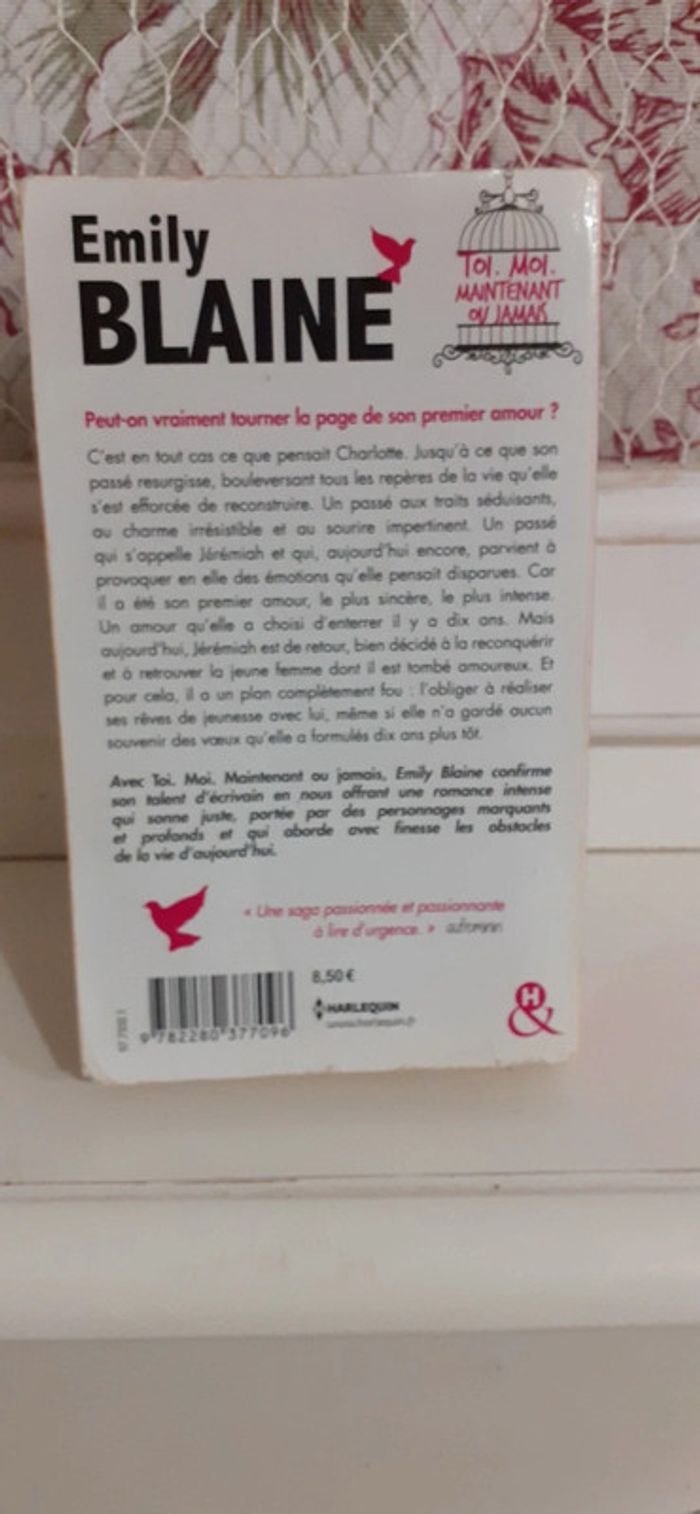 Emily
BLAINE
TOI. MOI.
MAINTENANT
OU JAMAIS
Peut-on vraiment tourner la page de son premier amour ?
C'est en tout cas ce que pensait Charlotte. Jusqu'à ce que son
passé resurgisse, bouleversant tous les repères de la vie qu'elle
s'est efforcée de reconstruire. Un passé aux traits séduisants,
au charme irrésistible et au sourire impertinent. Un passé
qui s'appelle Jérémiah et qui, aujourd'hui encore, parvient à
provoquer en elle des émotions qu'elle pensait disparues. Car
il a été son premier amour, le plus sincère, le plus intense.
Un amour qu'elle a choisi d'enterrer il y a dix ans. Mais
aujourd'hui, Jérémiah est de retour, bien décidé à la reconquérir
et à retrouver la jeune femme dont il est tombé amoureux. Et
pour cela, il a un plan complètement fou : l'obliger à réaliser
ses rêves de jeunesse avec lui, même si elle n'a gardé aucun
souvenir des vœux qu'elle a formulés dix ans plus tôt.
Avec Toi. Moi. Maintenant ou jamais, Emily Blaine confirme
son talent d'écrivain en nous offrant une romance intense
qui sonne juste, portée par des personnages marquants
et profonds et qui aborde avec finesse les obstacles
de la vie d'aujourd'hui.
« Une saga passionnée et passionnante
à lire d'urgence. » aufeminin
8,50 €
HARLEQUIN
www.harlequin.fr
9 782280 377096
H
&